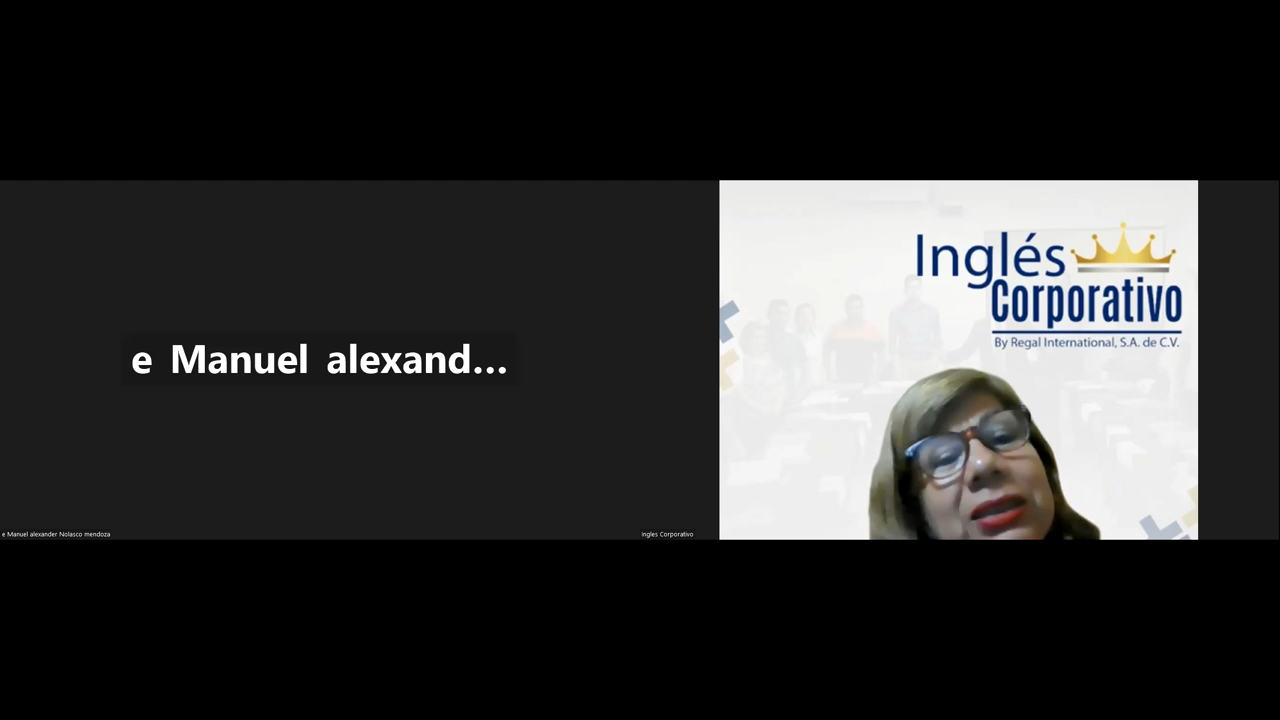 e Manuel alexand...
e Manuel alexander Nolasco mendoza
Ingles Corporativo
Inglés
Corporativo
By Regal International, S.A. de C.V.